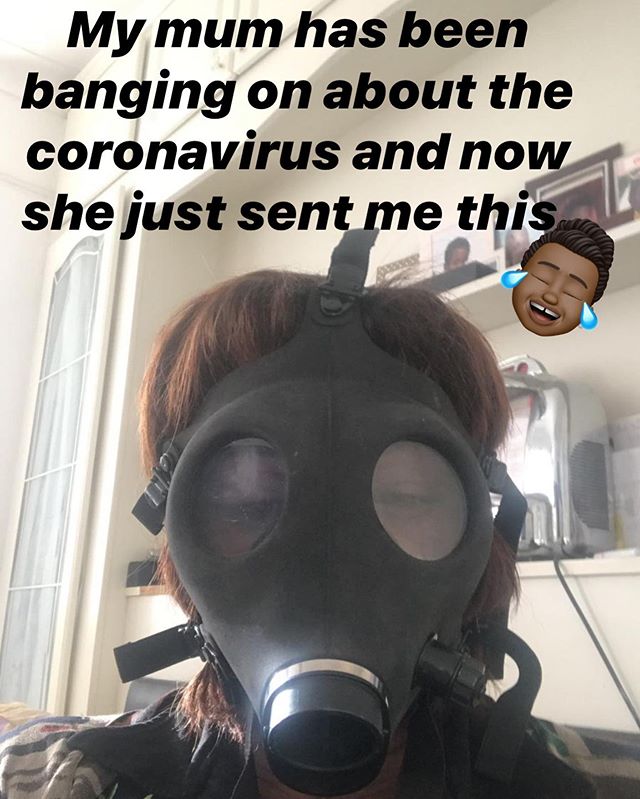 My mum has been
banging on about the
coronavirus and now
she just sent me this